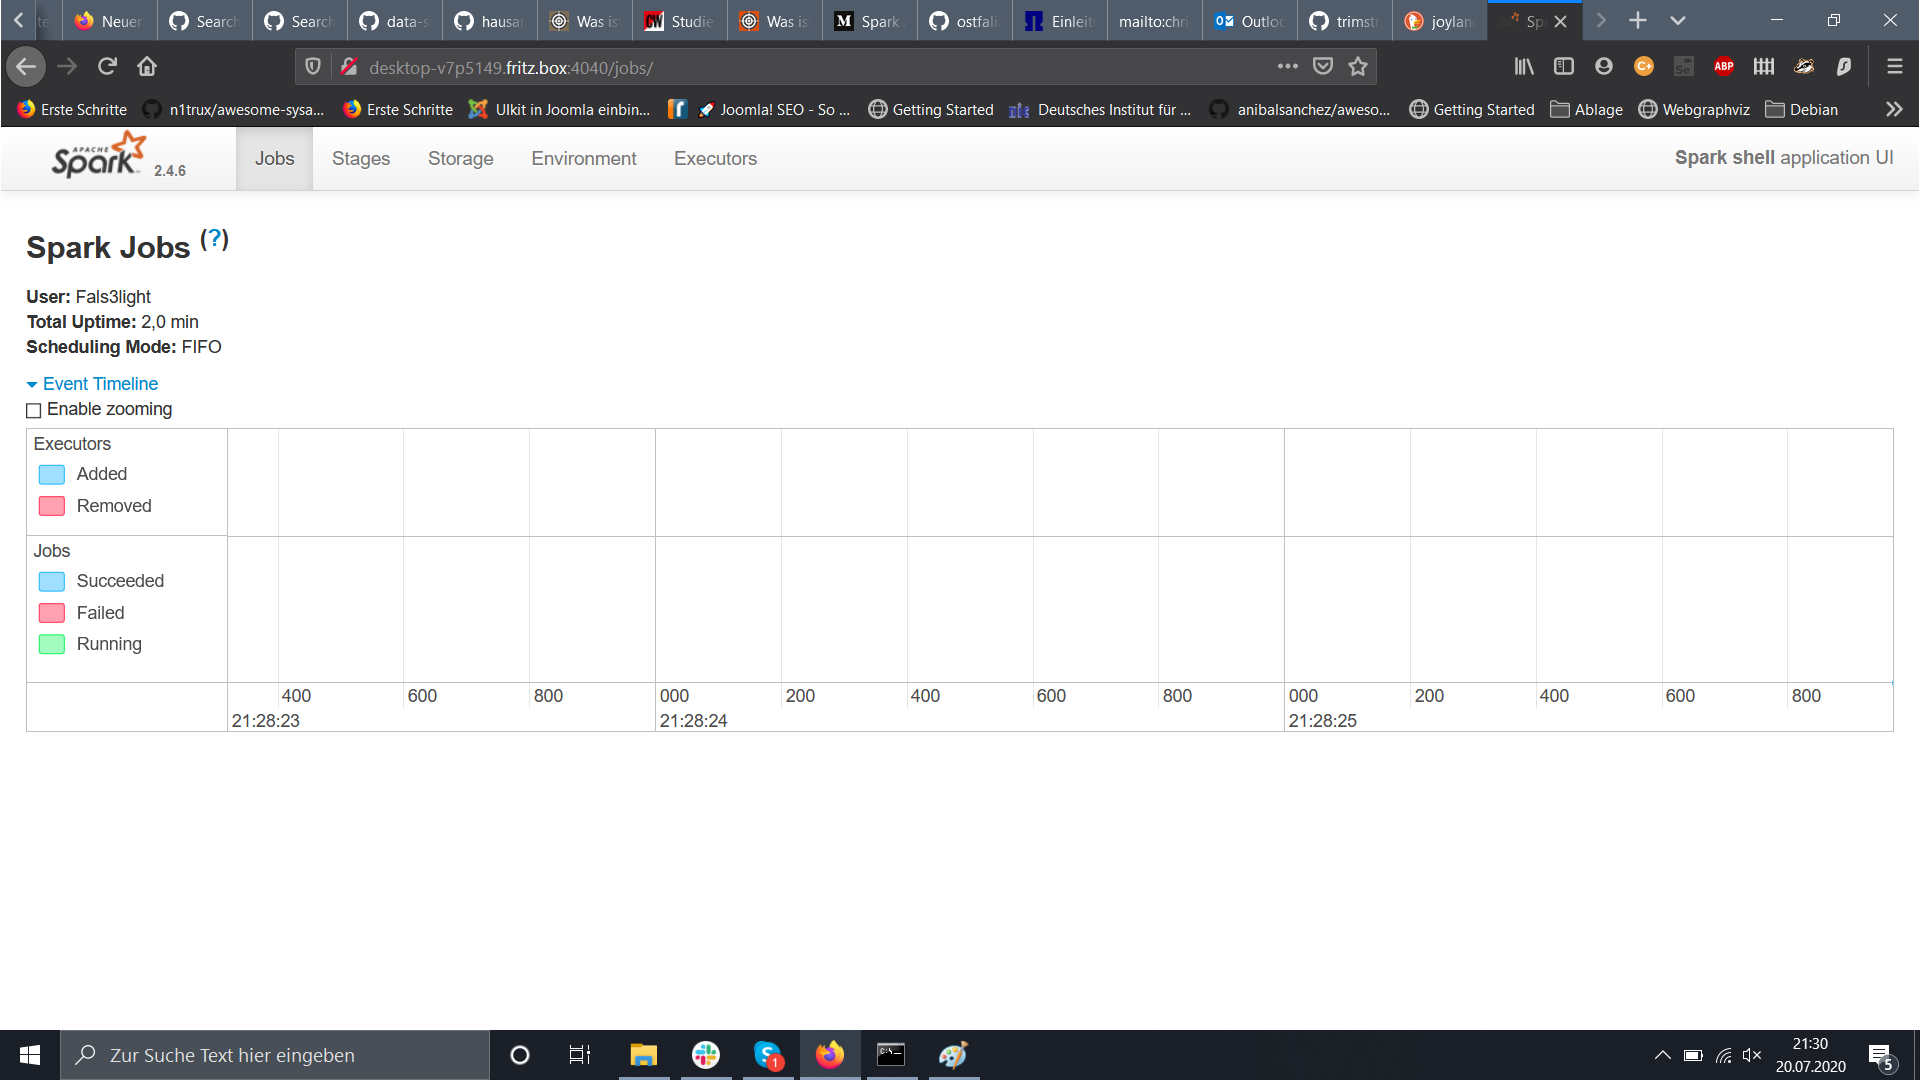 Neuer
Search
Search
data-s
hausar
Was is
Studie
Was is
Spark
ostfali
Einleit
mailto:chri
Outloo
trimstr
joylan
Sp
desktop-v7p5149.fritz.box:4040/jobs/
ABP
Erste Schritte
n1trux/awesome-sysa...
Erste Schritte
Ulkit in Joomla einbin...
Joomla! SEO - So ...
Getting Started
Deutsches Institut für ...
anibalsanchez/aweso...
Getting Started
Ablage
Webgraphviz
Debian
APACHE
Spark 2.4.6
Jobs
Stages
Storage
Environment
Executors
Spark shell application UI
Spark Jobs (?)
User: Fals3light
Total Uptime: 2,0 min
Scheduling Mode: FIFO
Event Timeline
Enable zooming
Executors
Added
Removed
Jobs
Succeeded
Failed
Running
400 600 800 000 200 400 600 800 000 200 400 600 800
21:28:23 21:28:24 21:28:25
Zur Suche Text hier eingeben
1
21:30
20.07.2020
5